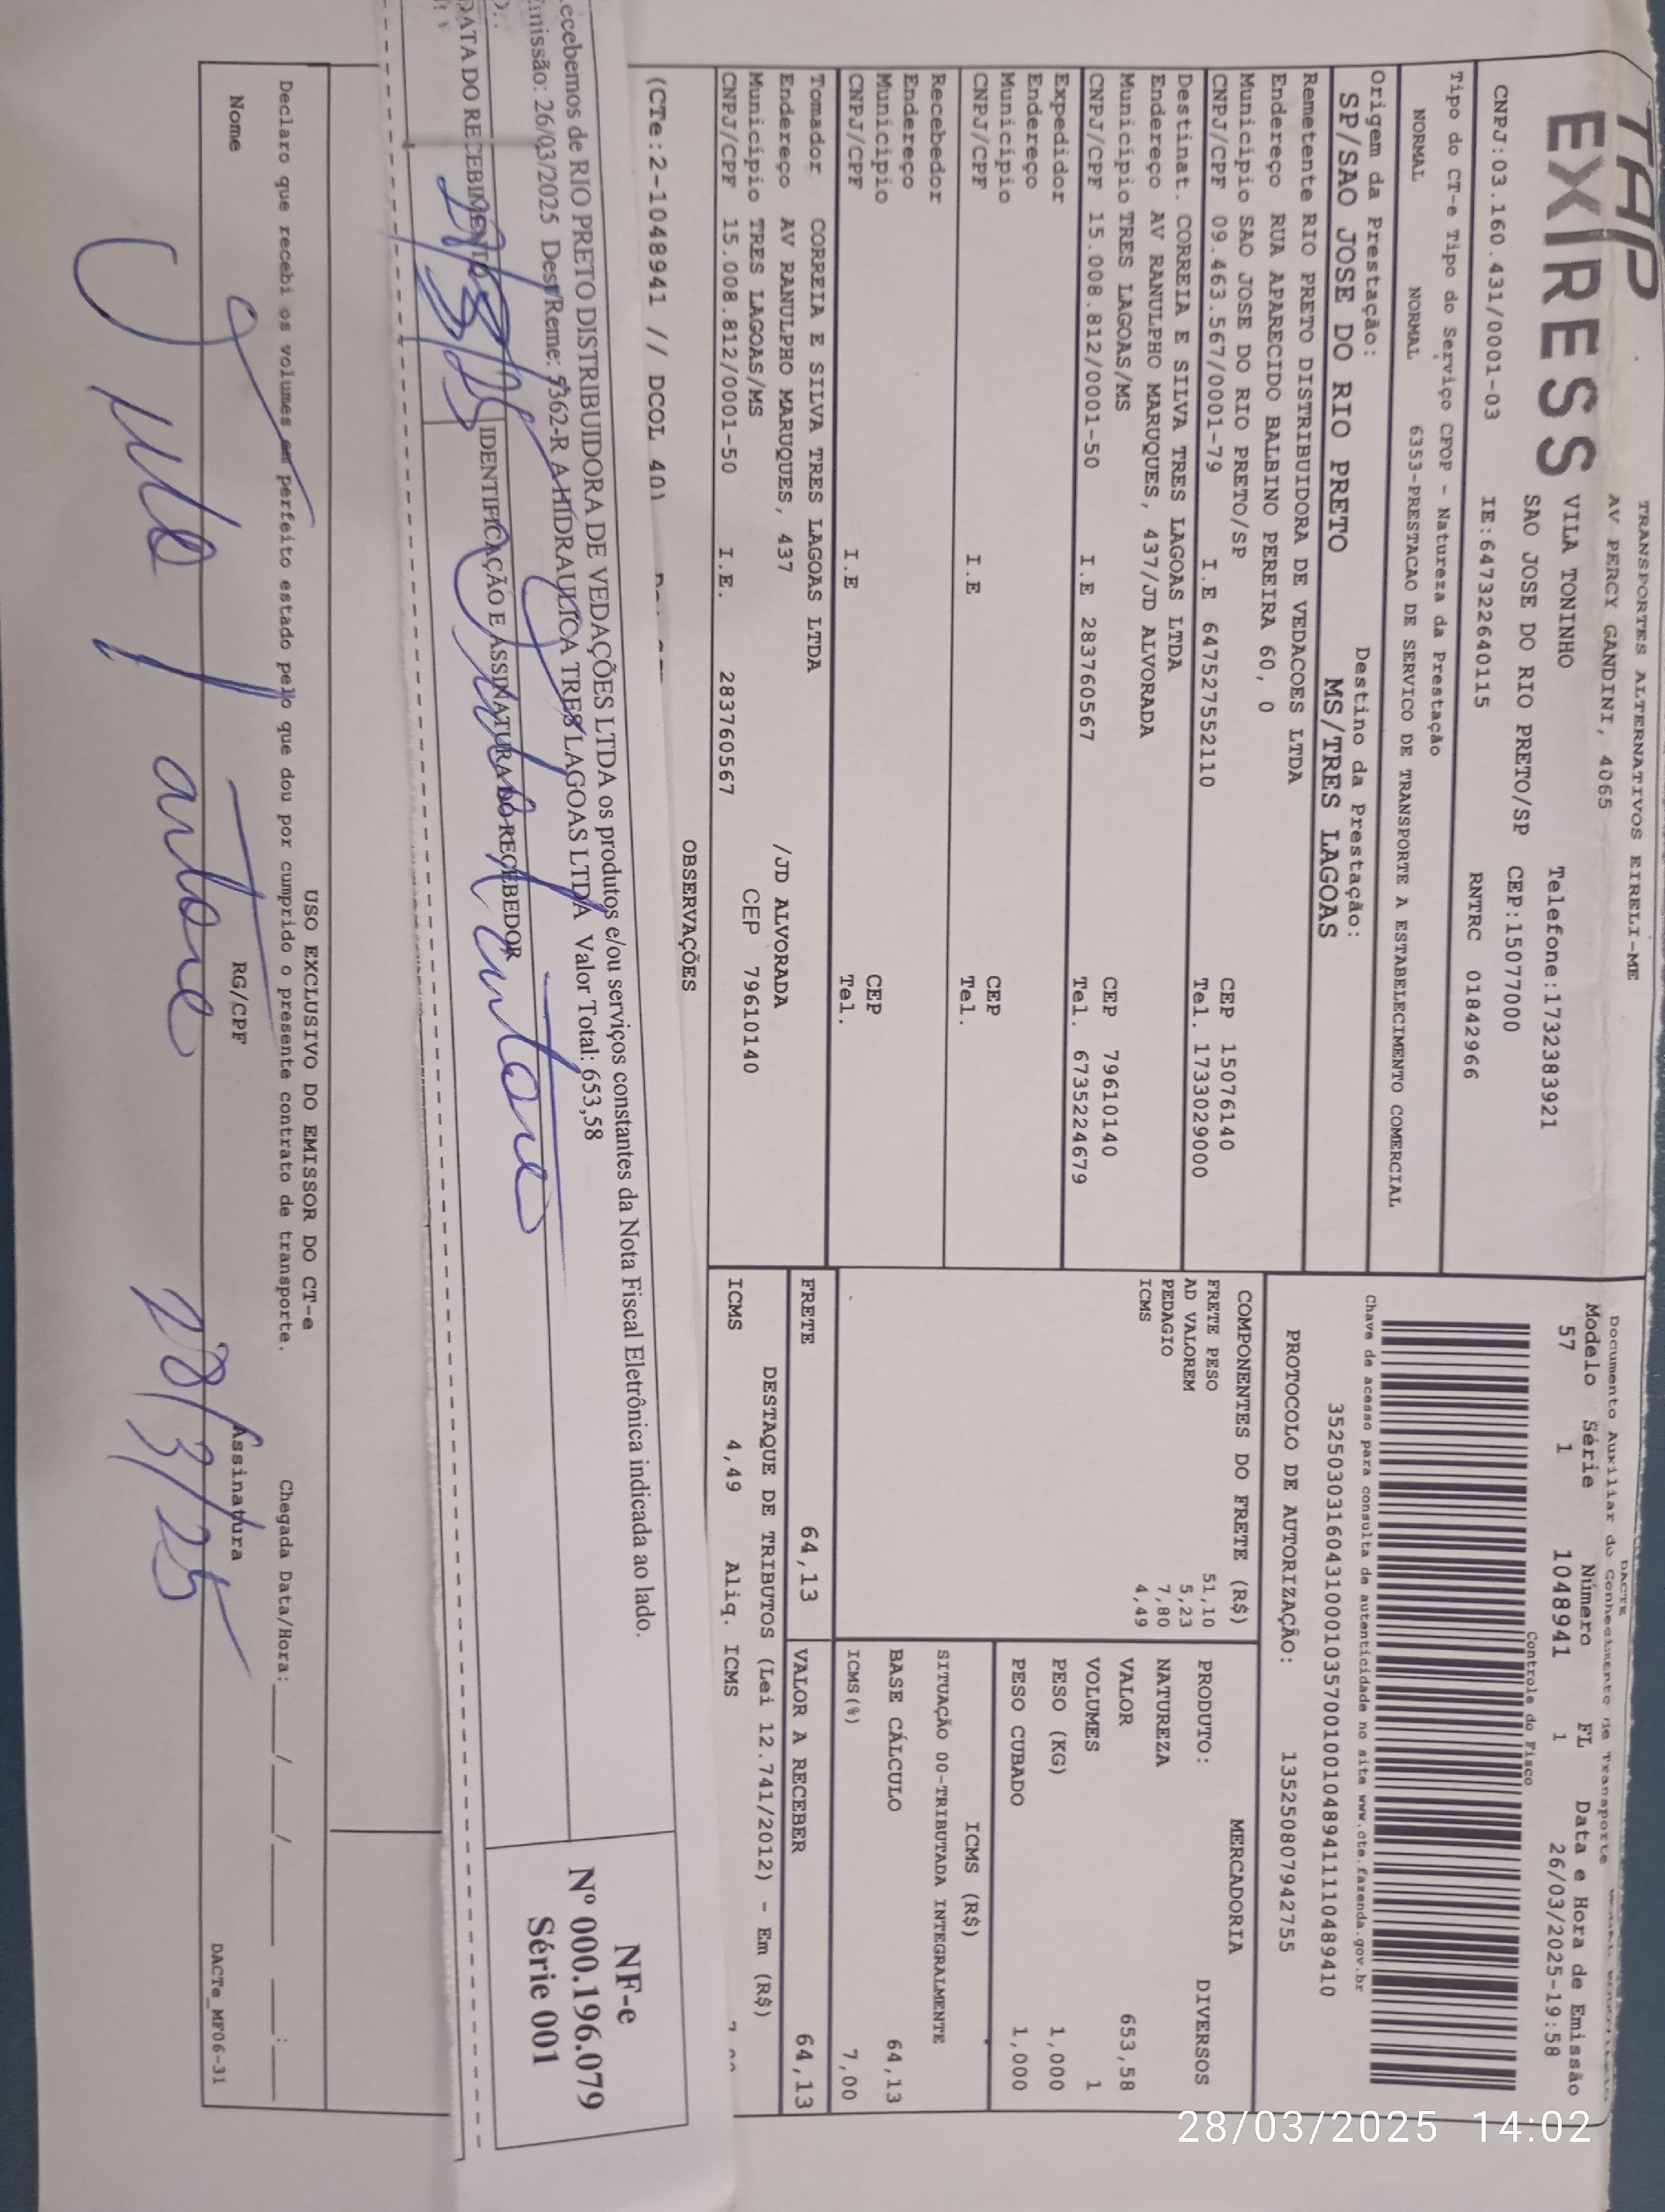 TAP
EXPRESS
TRANSPORTES ALTERNATIVOS EIRELI-ME
AV PERCY GANDINI, 4065
VILA TONINHO
Telefone:1732383921
SAO JOSE DO RIO PRETO/SP CEP:15077000
CNPJ:03.160.431/0001-03 IE:647322640115 RNTRC 01842966
DACTE
Documento Auxiliar do Conhecimento de Transporte
Modelo Série Número FL Data e Hora de Emissão
57 1 1048941 1 26/03/2025-19:58
Controle do Fisco
Tipo do CT-e Tipo do Serviço CFOP - Natureza da Prestação
NORMAL NORMAL 6353-PRESTACAO DE SERVICO DE TRANSPORTE A ESTABELECIMENTO COMERCIAL
Chave de acesso para consulta de autenticidade no site www.cte.fazenda.gov.br
35250303160431000103570010010489411110489410
Origem da Prestação: Destino da Prestação:
SP/SAO JOSE DO RIO PRETO MS/TRES LAGOAS
PROTOCOLO DE AUTORIZAÇÃO: 135250807942755
Remetente RIO PRETO DISTRIBUIDORA DE VEDACOES LTDA
Endereço RUA APARECIDO BALBINO PEREIRA 60, 0
Município SAO JOSE DO RIO PRETO/SP CEP 15076140
CNPJ/CPF 09.463.567/0001-79 I.E 647527552110 Tel. 1733029000
Destinat. CORREIA E SILVA TRES LAGOAS LTDA
Endereço AV RANULPHO MARUQUES, 437/JD ALVORADA
Município TRES LAGOAS/MS CEP 79610140
CNPJ/CPF 15.008.812/0001-50 I.E 283760567 Tel. 6735224679
Expedidor
Endereço
Município CEP
CNPJ/CPF I.E Tel.
Recebedor
Endereço
Município CEP
CNPJ/CPF I.E Tel.
Tomador CORREIA E SILVA TRES LAGOAS LTDA
Endereço AV RANULPHO MARUQUES, 437 /JD ALVORADA
Município TRES LAGOAS/MS CEP 79610140
CNPJ/CPF 15.008.812/0001-50 I.E. 283760567
COMPONENTES DO FRETE (R$)
FRETE PESO 51,10
AD VALOREM 5,23
PEDAGIO 7,80
ICMS 4,49
MERCADORIA
PRODUTO: DIVERSOS
NATUREZA
VALOR 653,58
VOLUMES 1
PESO (KG) 1,000
PESO CUBADO 1,000
ICMS (R$)
SITUAÇÃO 00-TRIBUTADA INTEGRALMENTE
BASE CÁLCULO 64,13
ICMS(%) 7,00
FRETE 64,13 VALOR A RECEBER 64,13
DESTAQUE DE TRIBUTOS (Lei 12.741/2012) - Em (R$)
ICMS 4,49 Aliq. ICMS
OBSERVAÇÕES
(CTe:2-1048941 // DCOL 40)
ecebemos de RIO PRETO DISTRIBUIDORA DE VEDAÇÕES LTDA os produtos e/ou serviços constantes da Nota Fiscal Eletrônica indicada ao lado.
missão: 26/03/2025 Dest/Reme: 5362-R A HIDRAULICA TRES LAGOAS LTDA Valor Total: 653,58
DATA DO RECEBIMENTO IDENTIFICAÇÃO E ASSINATURA DO RECEBEDOR
NF-e
Nº 000.196.079
Série 001
USO EXCLUSIVO DO EMISSOR DO CT-e
Declaro que recebi os volumes em perfeito estado pelo que dou por cumprido o presente contrato de transporte. Chegada Data/Hora:___/___/_____ ___:___
Nome RG/CPF Assinatura
28/3/25
DACTe_MF06-31
28/03/2025 14:02